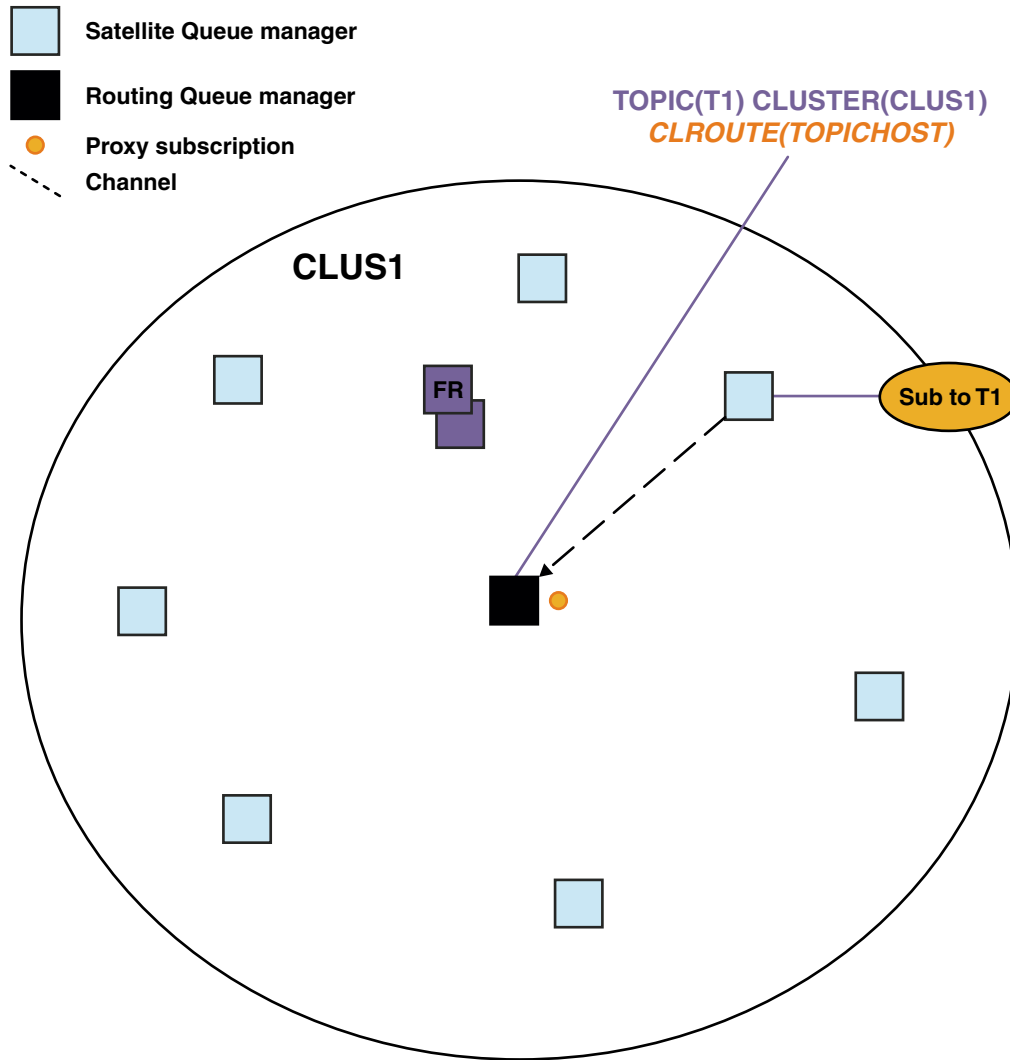 Satellite Queue manager
Routing Queue manager
Proxy subscription
Channel
TOPIC(T1) CLUSTER(CLUS1)
CLROUTE(TOPICHOST)
CLUS1
FR
Sub to T1